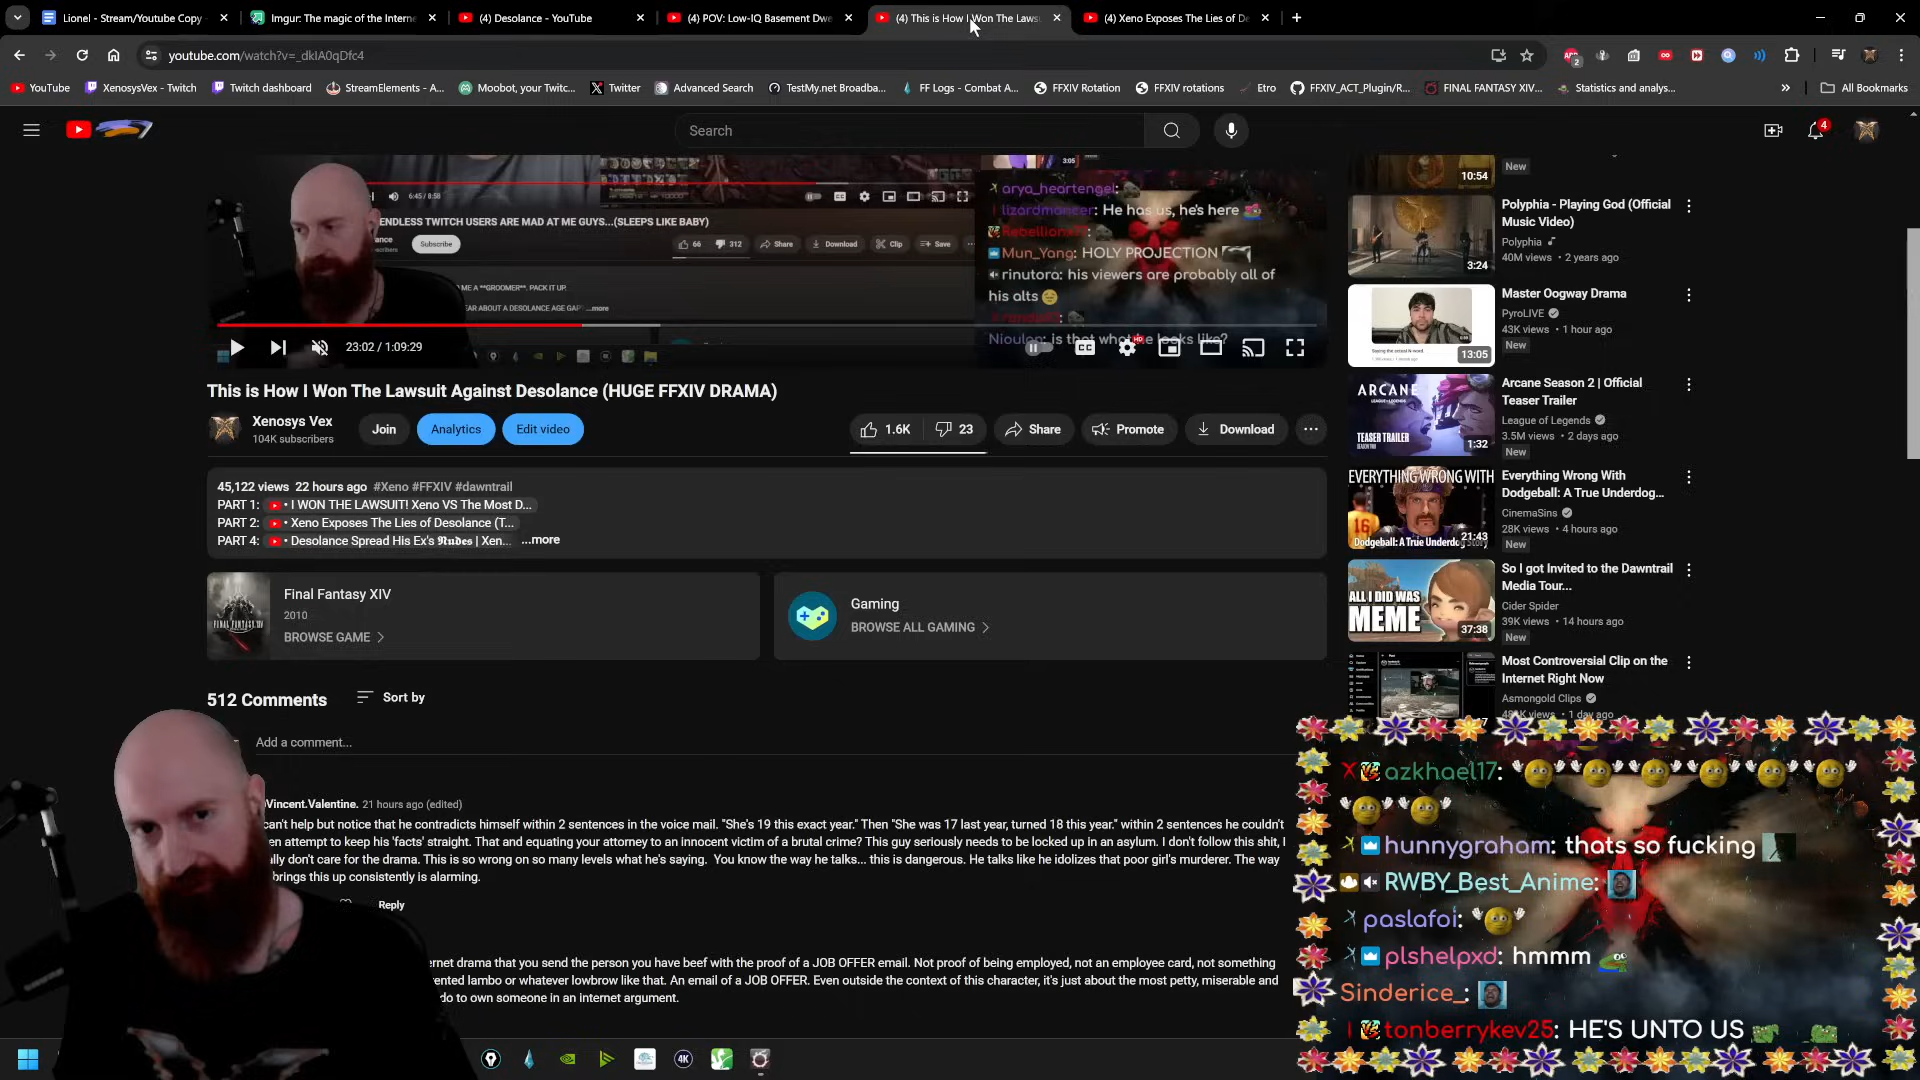 Lionel - Stream/Youtube Copy
Imgur: The magic of the Interne
(4) Desolance - YouTube
(4) POV: Low-IQ Basement Dwe
(4) This is How I Won The Laws
(4) Xeno Exposes The Lies of De
youtube.com/watch?v=_dkIA0qDfc4
2
YouTube
XenosysVex - Twitch
Twitch dashboard
StreamElements - A...
Moobot, your Twitc...
Twitter
Advanced Search
TestMy.net Broadba...
FF Logs - Combat A...
FFXIV Rotation
FFXIV rotations
Etro
FFXIV_ACT_Plugin/R...
FINAL FANTASY XIV...
Statistics and analys...
All Bookmarks
Search
4
6:45 / 8:58
ENDLESS TWITCH USERS ARE MAD AT ME GUYS...(SLEEPS LIKE BABY)
Subscribe
66
312
Share
Download
Clip
Save
ME A **GROOMER**. PACK IT UP.
EAR ABOUT A DESOLANCE AGE GAP
...more
3:05
arya_heartengel:
lizardmancer: He has us, he's here
Mun_Yang: HOLY PROJECTION
rinutora: his viewers are probably all of
his alts
23:02 / 1:09:29
HD
This is How I Won The Lawsuit Against Desolance (HUGE FFXIV DRAMA)
Xenosys Vex
104K subscribers
Join
Analytics
Edit video
1.6K
23
Share
Promote
Download
45,122 views 22 hours ago #Xeno #FFXIV #dawntrail
PART 1: • I WON THE LAWSUIT! Xeno VS The Most D...
PART 2: • Xeno Exposes The Lies of Desolance (T...
PART 4: • Desolance Spread His Ex's 𝕹𝖚𝖉𝖊𝖘 | Xen... ...more
Final Fantasy XIV
2010
BROWSE GAME
Gaming
BROWSE ALL GAMING
512 Comments
Sort by
Add a comment...
Vincent.Valentine. 21 hours ago (edited)
can't help but notice that he contradicts himself within 2 sentences in the voice mail. "She's 19 this exact year." Then "She was 17 last year, turned 18 this year." within 2 sentences he couldn't
en attempt to keep his 'facts' straight. That and equating your attorney to an innocent victim of a brutal crime? This guy seriously needs to be locked up in an asylum. I don't follow this shit, I
lly don't care for the drama. This is so wrong on so many levels what he's saying. You know the way he talks... this is dangerous. He talks like he idolizes that poor girl's murderer. The way
brings this up consistently is alarming.
Reply
ernet drama that you send the person you have beef with the proof of a JOB OFFER email. Not proof of being employed, not an employee card, not something
ented lambo or whatever lowbrow like that. An email of a JOB OFFER. Even outside the context of this character, it's just about the most petty, miserable and
do to own someone in an internet argument.
10:54
New
Polyphia - Playing God (Official
Music Video)
Polyphia
40M views • 2 years ago
3:24
Master Oogway Drama
PyroLIVE
43K views • 1 hour ago
New
13:05
ARCANE
TEASER TRAILER
1:32
Arcane Season 2 | Official
Teaser Trailer
League of Legends
3.5M views • 2 days ago
New
EVERYTHING WRONG WITH
16
Dodgeball: A True Underdog Story
21:43
Everything Wrong With
Dodgeball: A True Underdog...
CinemaSins
28K views • 4 hours ago
New
ALL I DID WAS
MEME
37:38
So I got Invited to the Dawntrail
Media Tour...
Cider Spider
39K views • 14 hours ago
New
Most Controversial Clip on the
Internet Right Now
Asmongold Clips
azkhael17:
hunnygraham: thats so fucking
RWBY_Best_Anime:
paslafoi:
plshelpxd: hmmm
Sinderice_:
tonberrykev25: HE'S UNTO US
4K